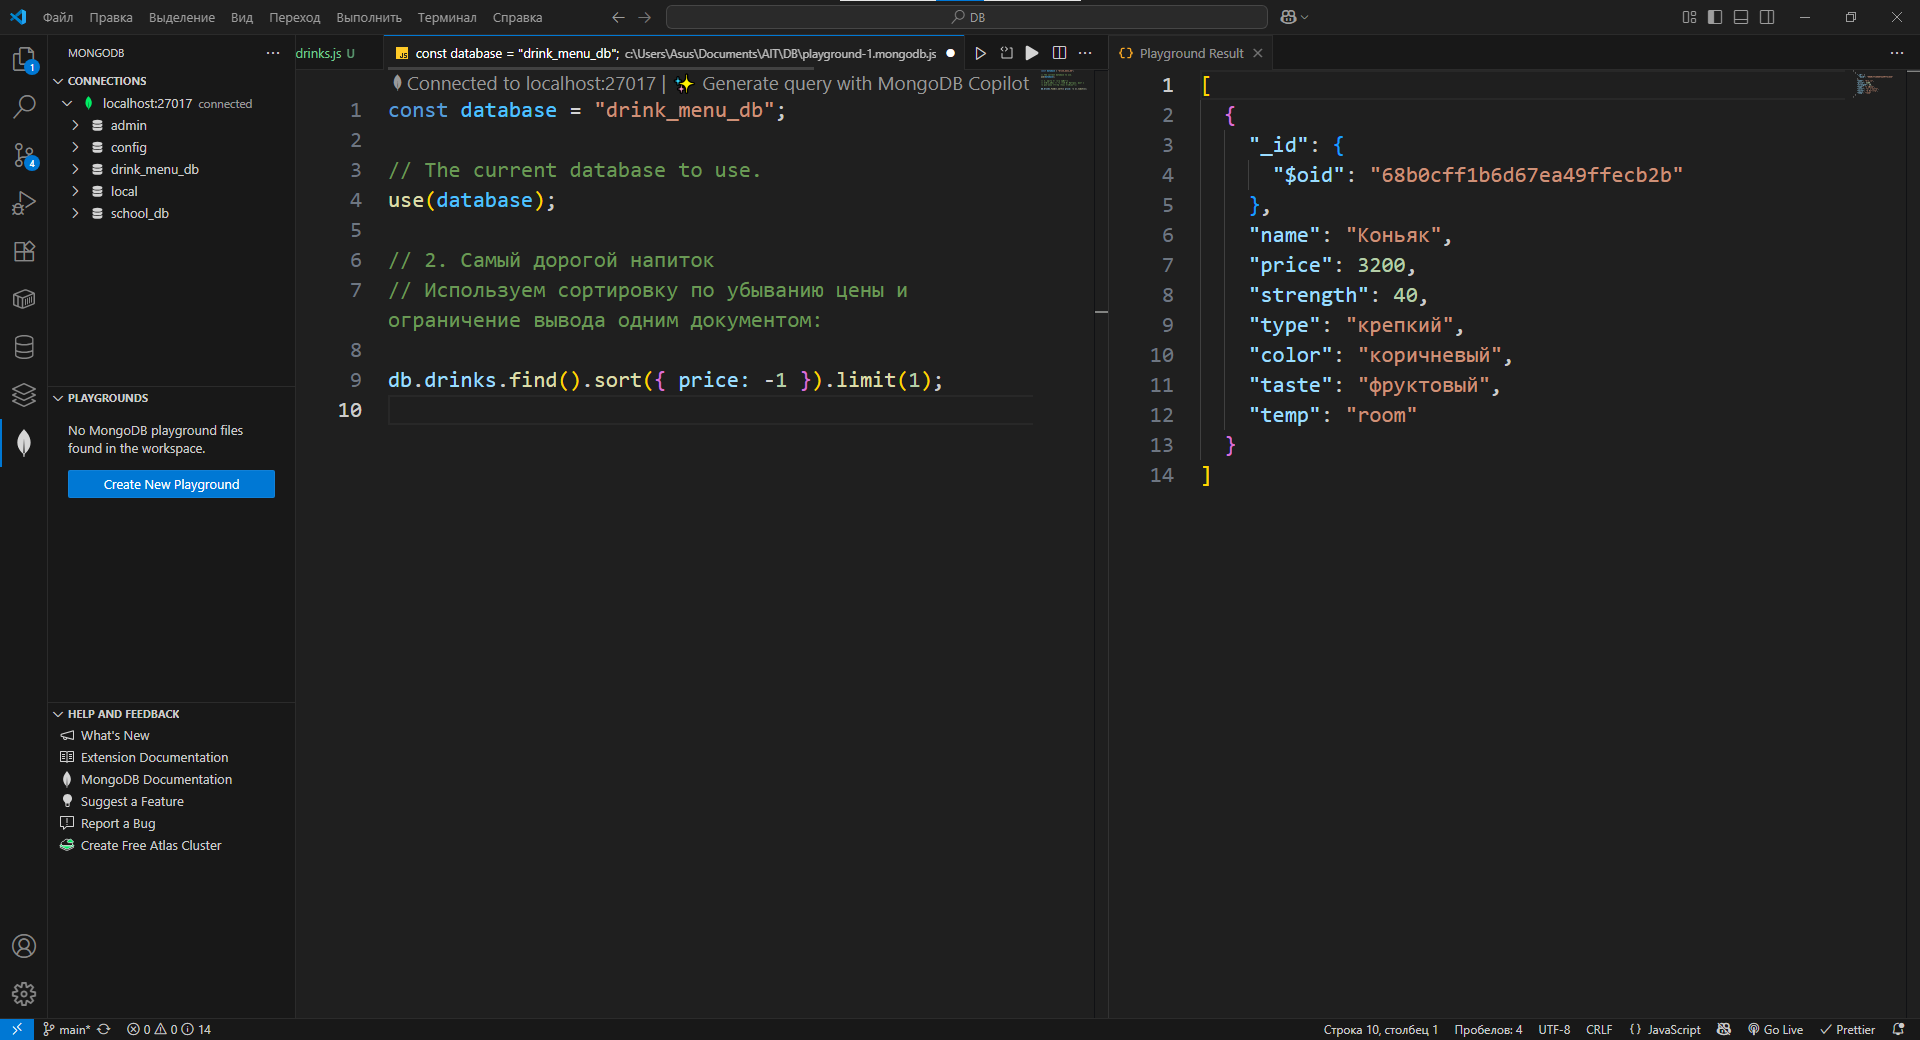 Файл Правка Выделение Вид Переход Выполнить Терминал Справка
DB
MONGODB
CONNECTIONS
localhost:27017 connected
admin
config
drink_menu_db
local
school_db
PLAYGROUNDS
No MongoDB playground files
found in the workspace.
Create New Playground
HELP AND FEEDBACK
What's New
Extension Documentation
MongoDB Documentation
Suggest a Feature
Report a Bug
Create Free Atlas Cluster
1
4
drinks.js U
const database = "drink_menu_db"; c:\Users\Asus\Documents\AIT\DB\playground-1.mongodb.js
Connected to localhost:27017 | ✨ Generate query with MongoDB Copilot
1 const database = "drink_menu_db";
2
3 // The current database to use.
4 use(database);
5
6 // 2. Самый дорогой напиток
7 // Используем сортировку по убыванию цены и
ограничение вывода одним документом:
8
9 db.drinks.find().sort({ price: -1 }).limit(1);
10
Playground Result
1 [
2 {
3 "_id": {
4 "$oid": "68b0cff1b6d67ea49ffecb2b"
5 },
6 "name": "Коньяк",
7 "price": 3200,
8 "strength": 40,
9 "type": "крепкий",
10 "color": "коричневый",
11 "taste": "фруктовый",
12 "temp": "room"
13 }
14 ]
main* 0 0 14
Строка 10, столбец 1 Пробелов: 4 UTF-8 CRLF {} JavaScript Go Live Prettier